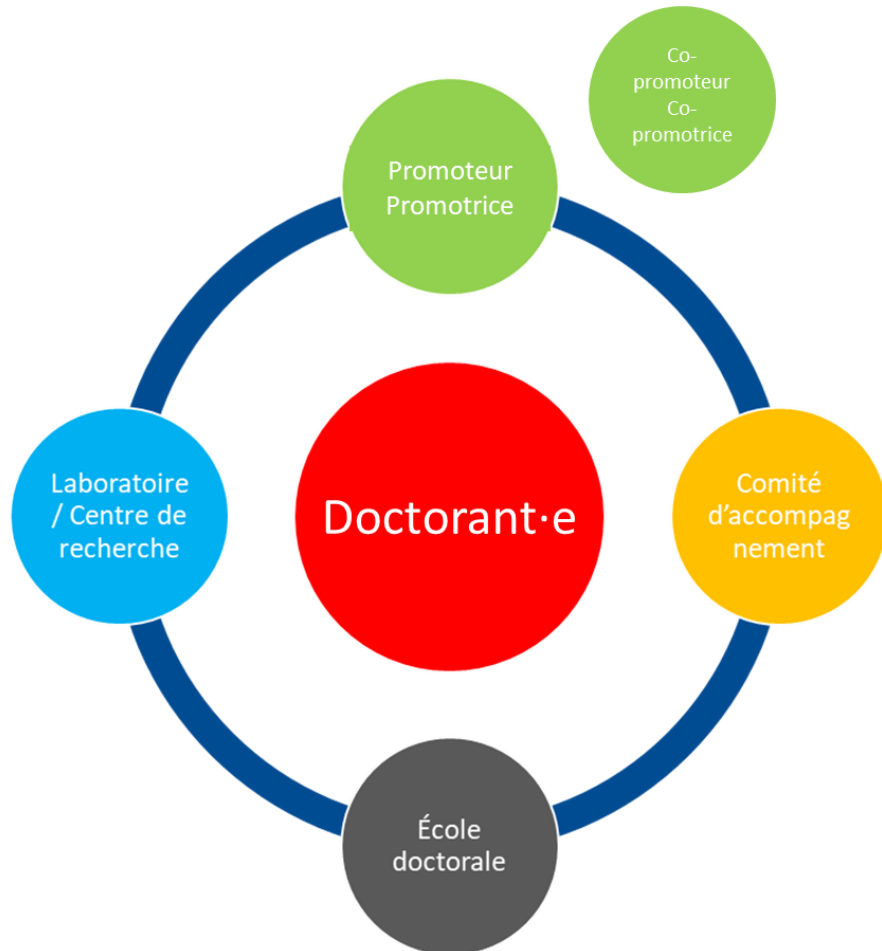 Co-
promoteur
Co-
promotrice
Promoteur
Promotrice
Laboratoire
/ Centre de
recherche
Doctorant·e
Comité
d’accompag
nement
École
doctorale